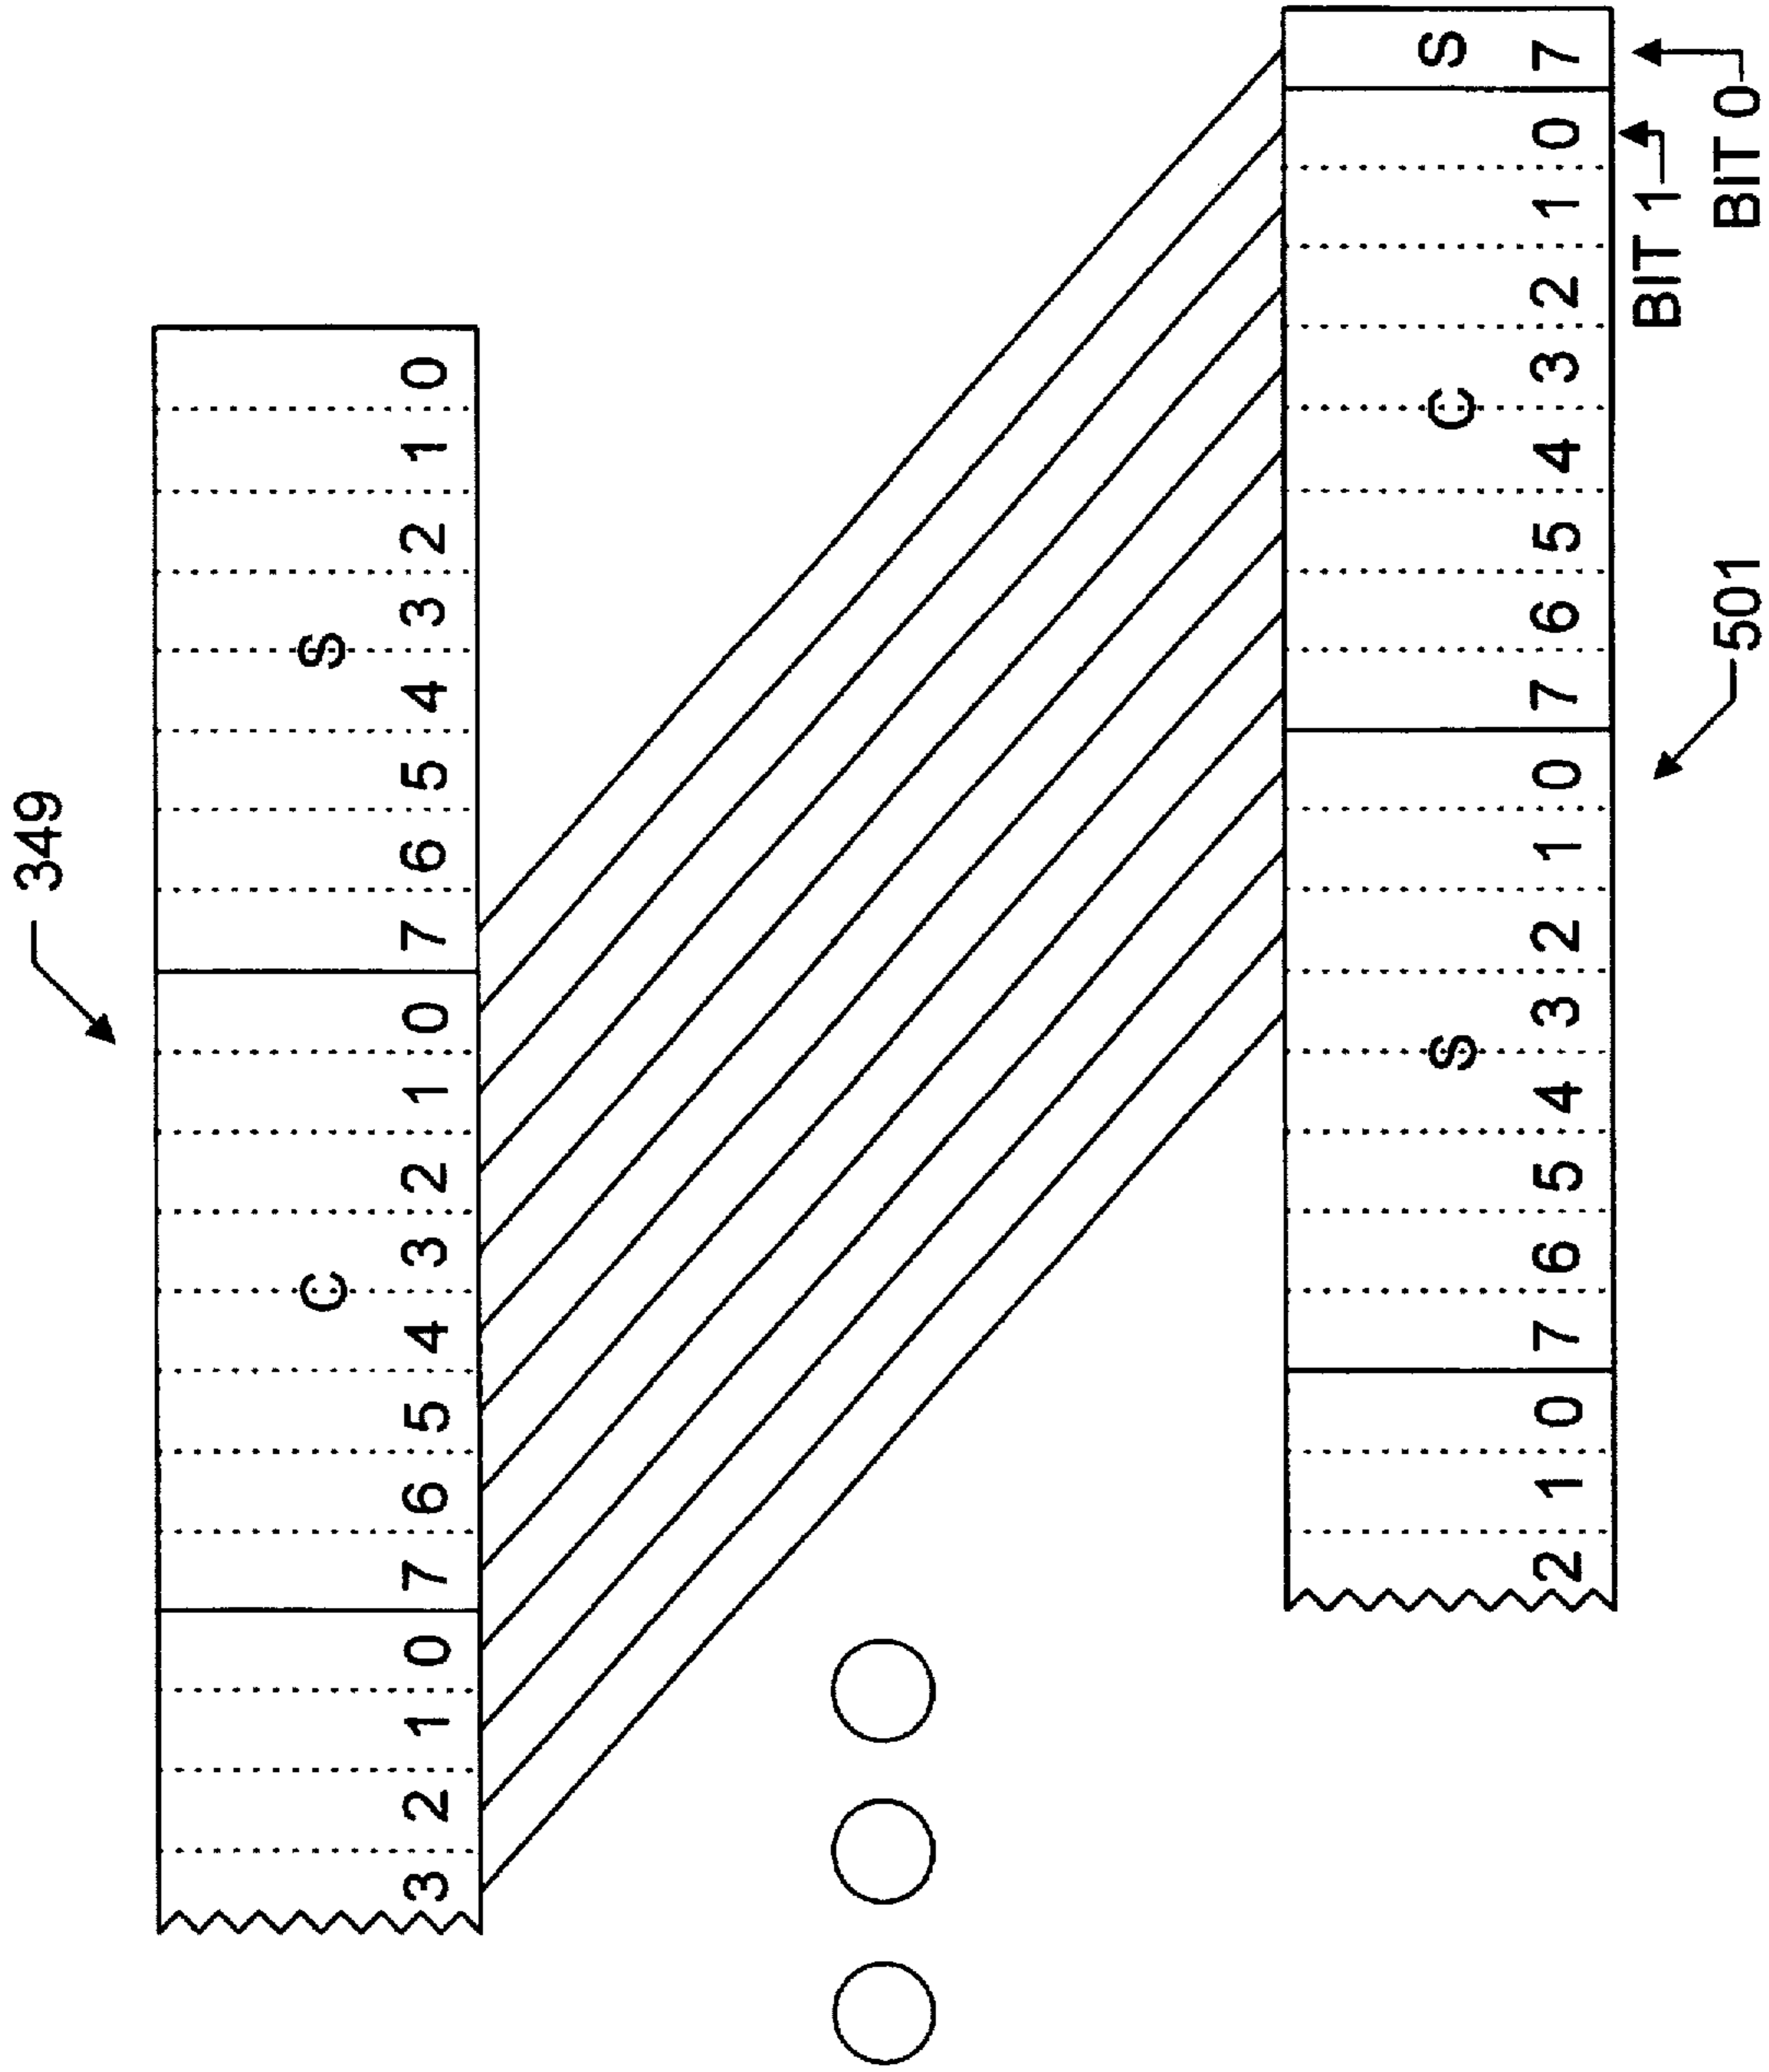 349
C S
3 2 1 0 7 6 5 4 3 2 1 0 7 6 5 4 3 2 1 0
S C S
2 1 0 7 6 5 4 3 2 1 0 7 6 5 4 3 2 1 0 7
501
BIT 1
BIT 0